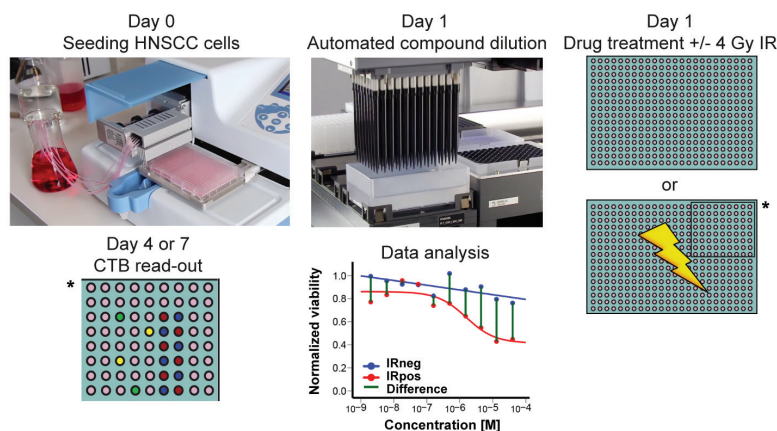 Day 0
Seeding HNSCC cells
Day 1
Automated compound dilution
Day 1
Drug treatment +/- 4 Gy IR
or
*
Day 4 or 7
CTB read-out
*
Data analysis
Normalized viability
1.0
0.8
0.6
0.4
0.2
0.0
IRneg
IRpos
Difference
10⁻⁹ 10⁻⁸ 10⁻⁷ 10⁻⁶ 10⁻⁵ 10⁻⁴
Concentration [M]